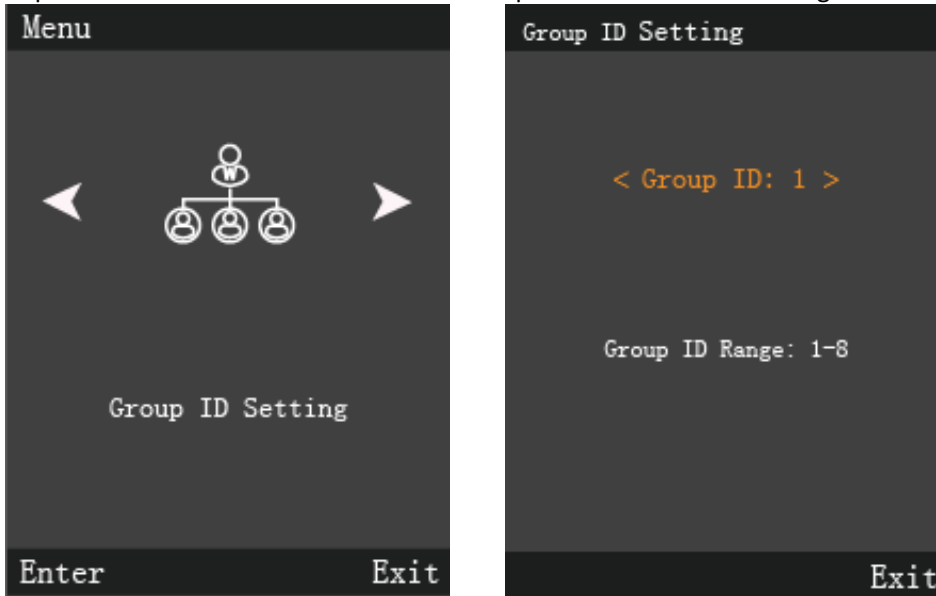 Menu
Group ID Setting
Enter
Exit
Group ID Setting
< Group ID: 1 >
Group ID Range: 1-8
Exit